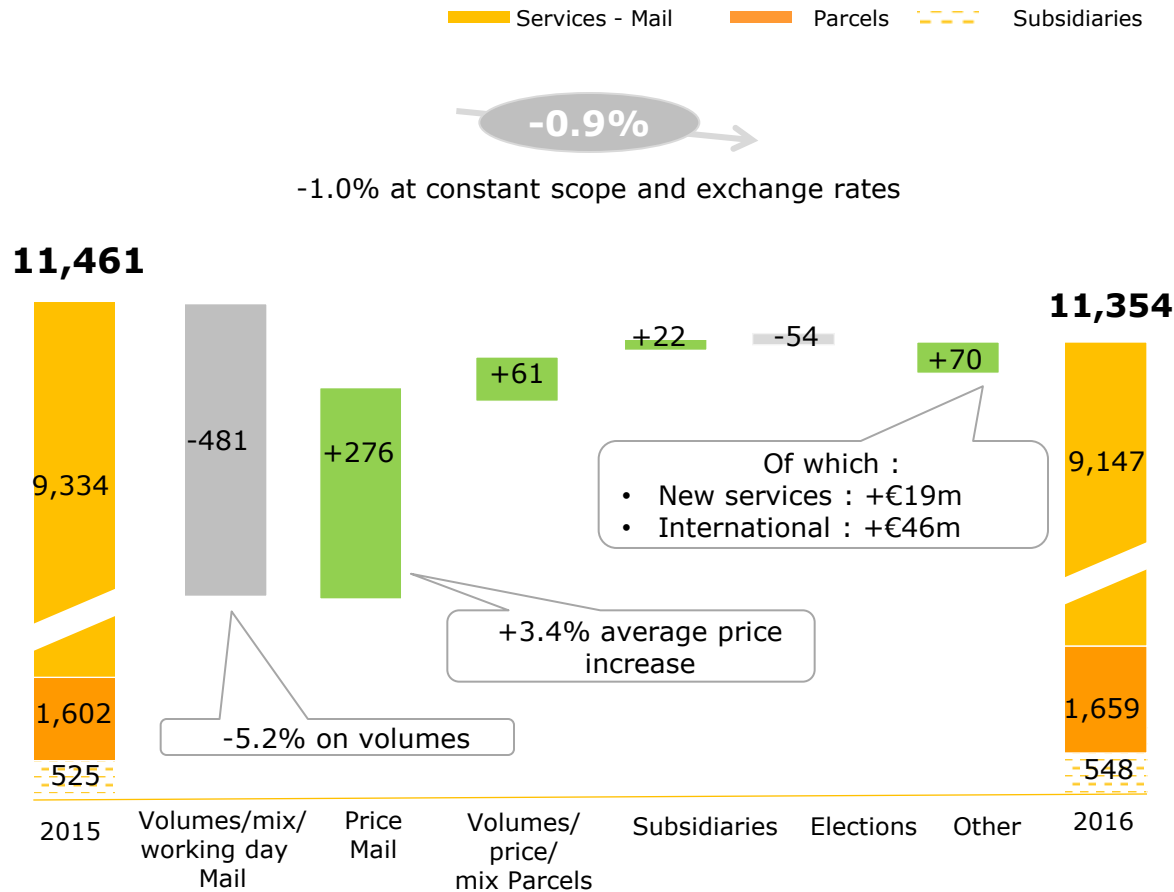 Services - Mail
Parcels
Subsidiaries
-0.9%
-1.0% at constant scope and exchange rates
11,461
11,354
9,334
1,602
525
-481
+276
+61
+22
-54
+70
9,147
1,659
548
Of which :
• New services : +€19m
• International : +€46m
+3.4% average price
increase
-5.2% on volumes
2015
Volumes/mix/
working day
Mail
Price
Mail
Volumes/
price/
mix Parcels
Subsidiaries
Elections
Other
2016